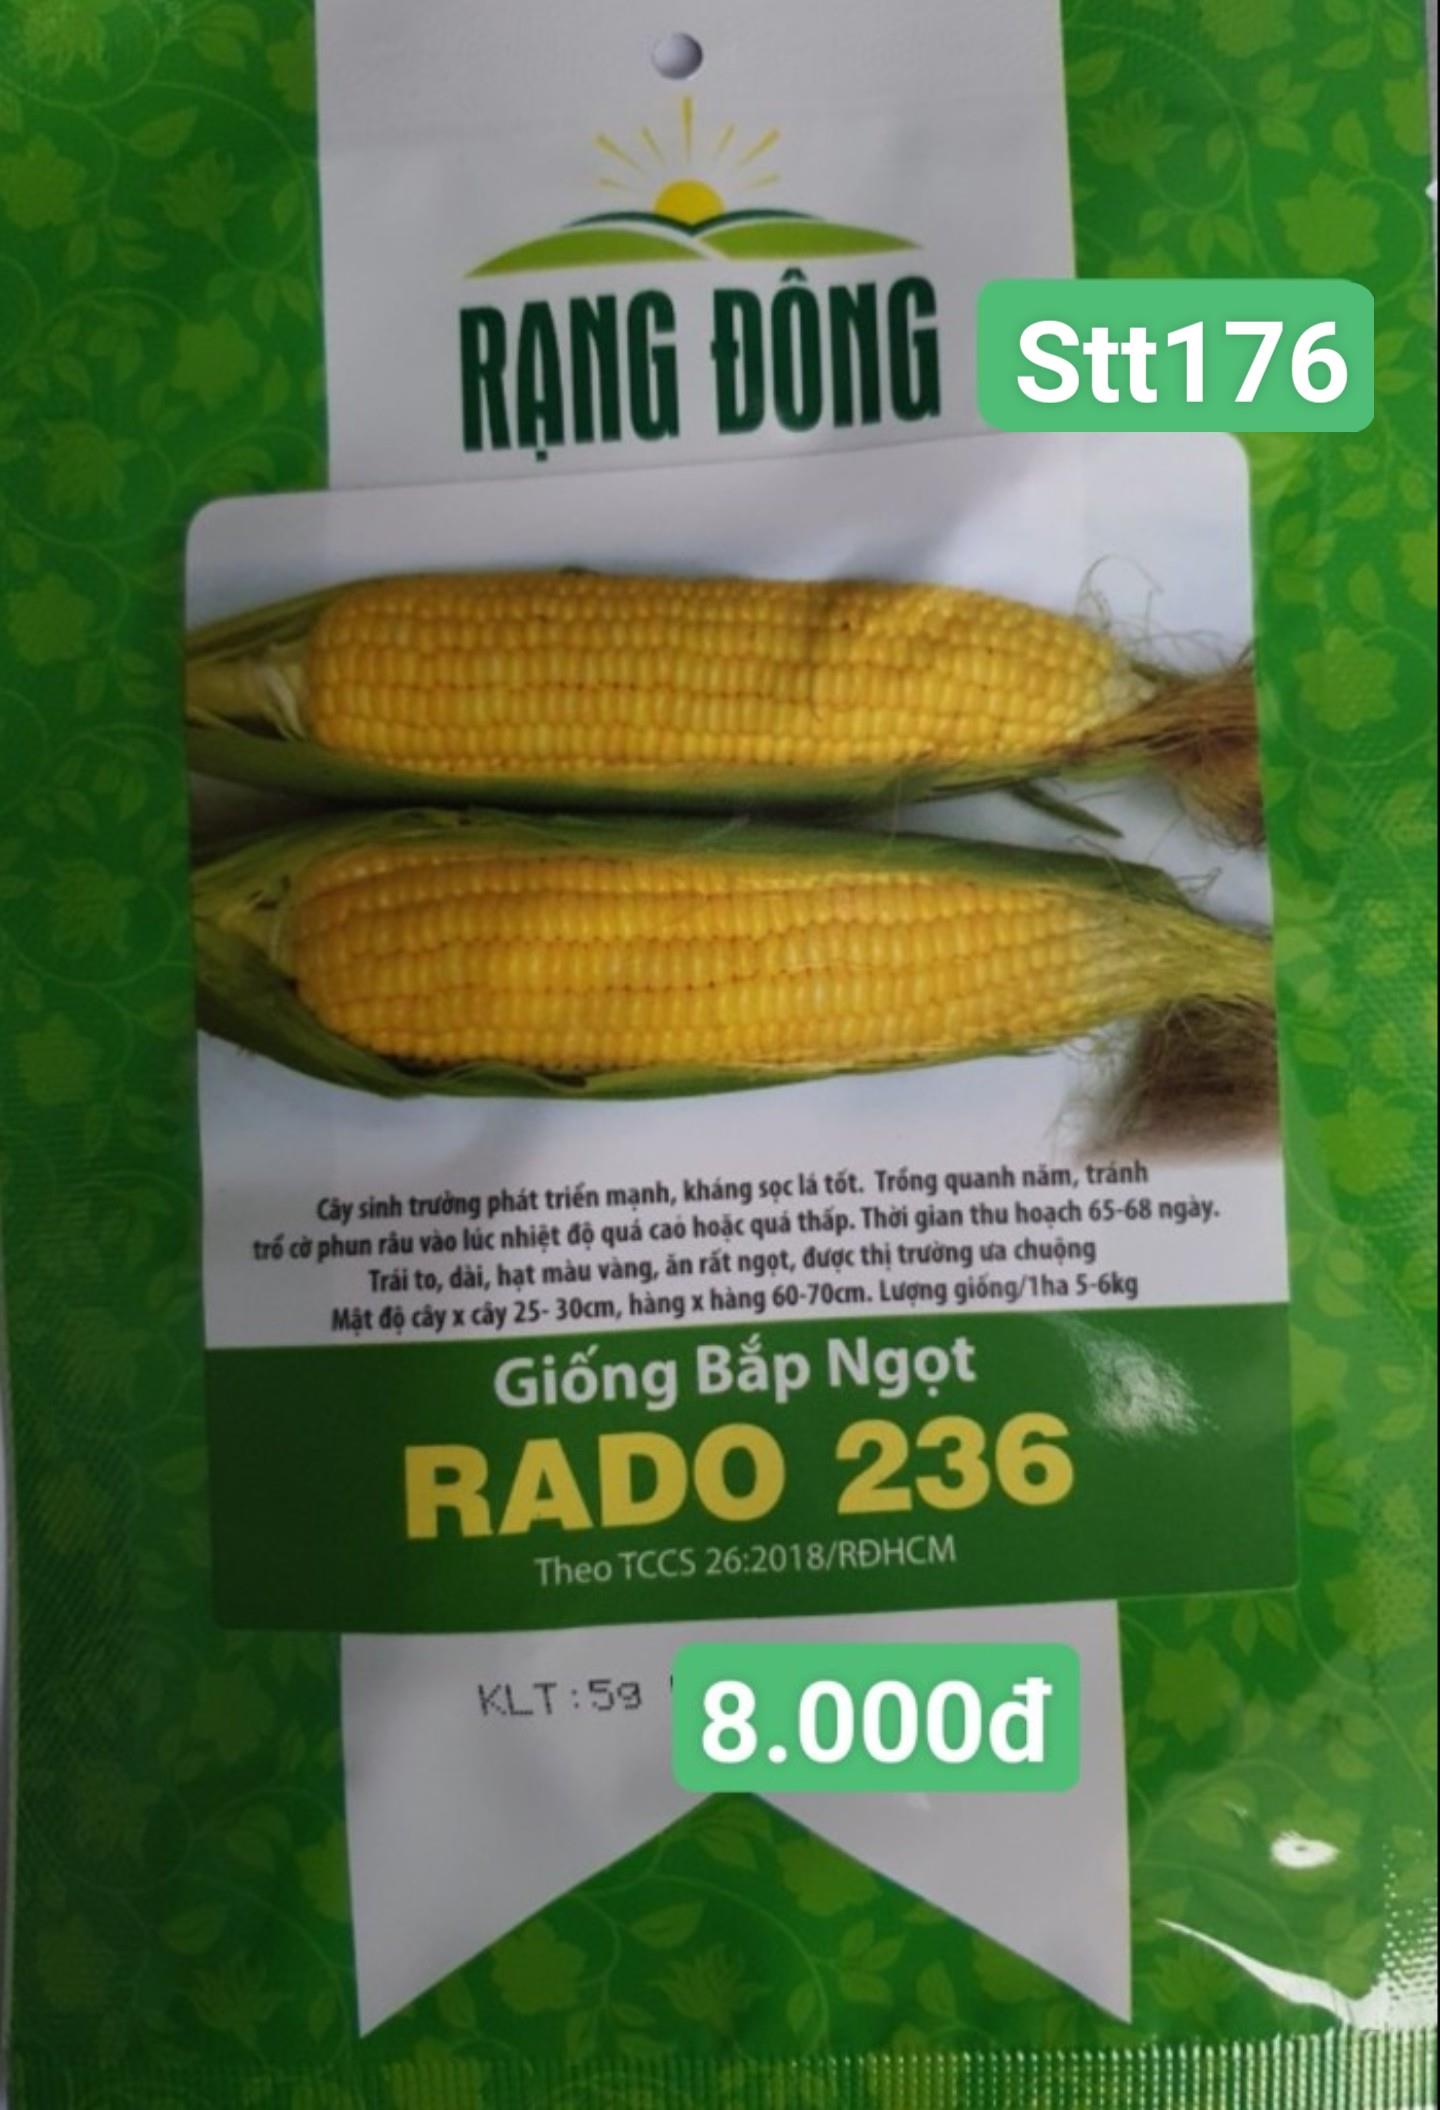 RẠNG ĐÔNG
Stt176
Cây sinh trưởng phát triển mạnh, kháng sọc lá tốt. Trồng quanh năm, tránh
trổ cờ phun râu vào lúc nhiệt độ quá cao hoặc quá thấp. Thời gian thu hoạch 65-68 ngày.
Trái to, dài, hạt màu vàng, ăn rất ngọt, được thị trường ưa chuộng
Mật độ cây x cây 25- 30cm, hàng x hàng 60-70cm. Lượng giống/1ha 5-6kg
Giống Bắp Ngọt
RADO 236
Theo TCCS 26:2018/RĐHCM
KLT:5g
8.000đ